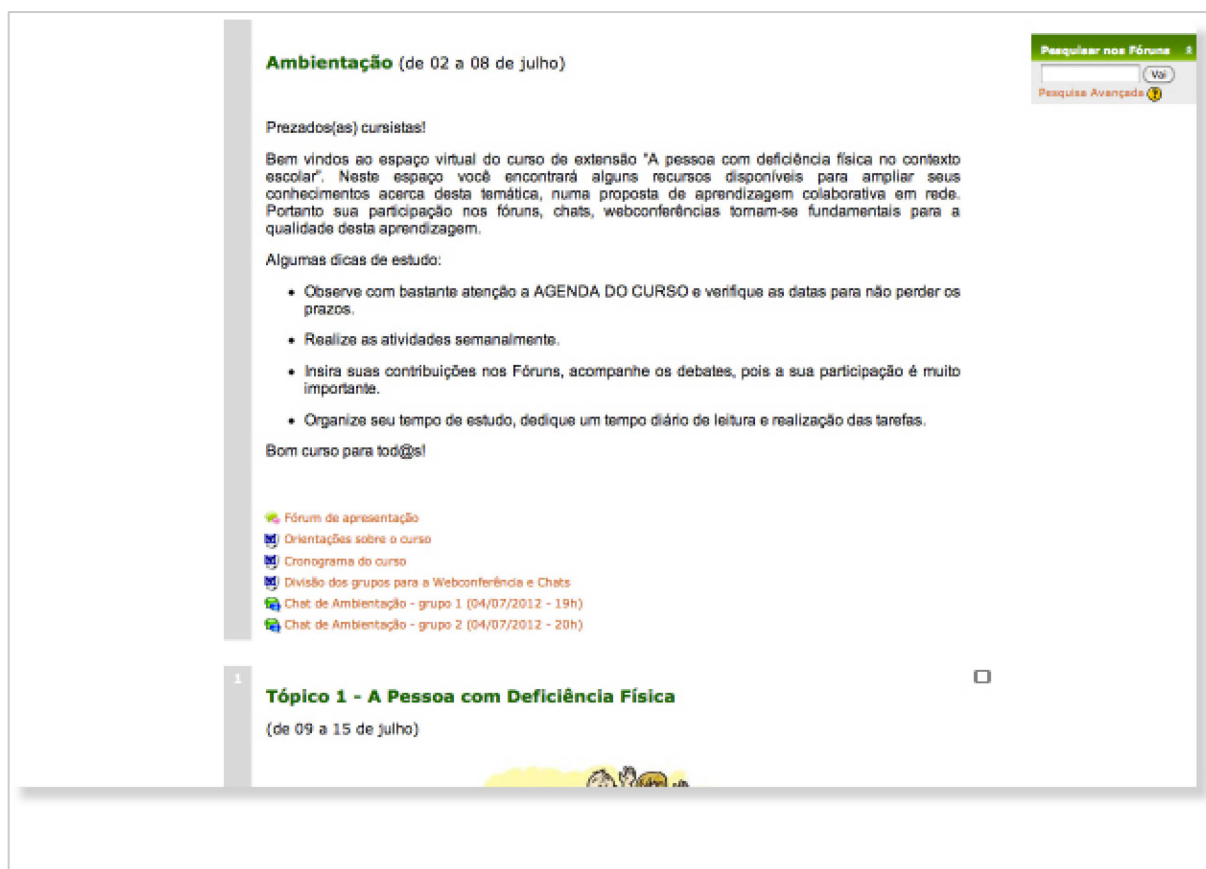 Ambientação (de 02 a 08 de julho)
Prezados(as) cursistas!
Bem vindos ao espaço virtual do curso de extensão "A pessoa com deficiência física no contexto
escolar". Neste espaço você encontrará alguns recursos disponíveis para ampliar seus
conhecimentos acerca desta temática, numa proposta de aprendizagem colaborativa em rede.
Portanto sua participação nos fóruns, chats, webconferências tornam-se fundamentais para a
qualidade desta aprendizagem.
Algumas dicas de estudo:
• Observe com bastante atenção a AGENDA DO CURSO e verifique as datas para não perder os
prazos.
• Realize as atividades semanalmente.
• Insira suas contribuições nos Fóruns, acompanhe os debates, pois a sua participação é muito
importante.
• Organize seu tempo de estudo, dedique um tempo diário de leitura e realização das tarefas.
Bom curso para tod@s!
Fórum de apresentação
Orientações sobre o curso
Cronograma do curso
Divisão dos grupos para a Webconferência e Chats
Chat de Ambientação - grupo 1 (04/07/2012 - 19h)
Chat de Ambientação - grupo 2 (04/07/2012 - 20h)
1
Tópico 1 - A Pessoa com Deficiência Física
(de 09 a 15 de julho)
Pesquisar nos Fóruns
Vai
Pesquisa Avançada ?